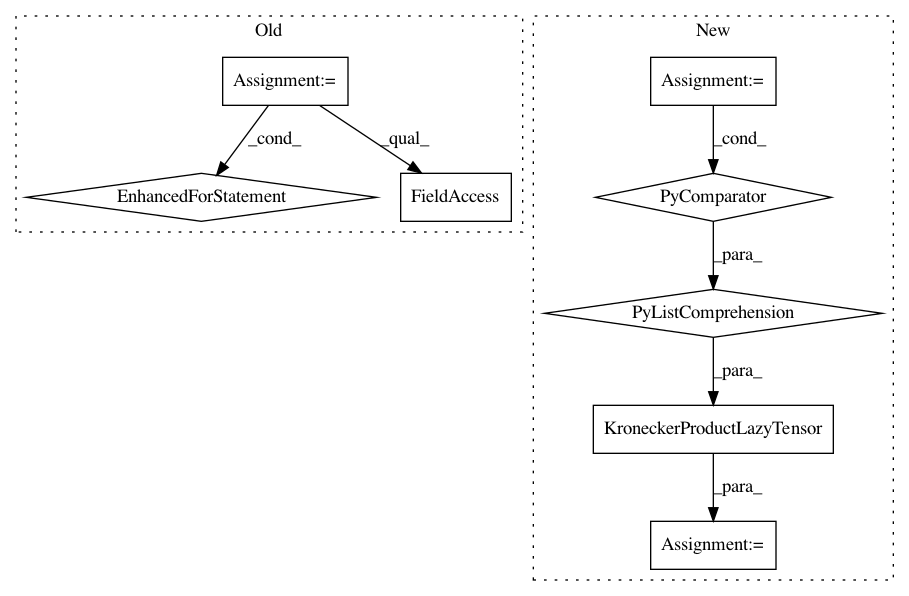 Old
New
Assignment:=
Assignment:=
_cond_
_qual_
_cond_
EnhancedForStatement
FieldAccess
PyComparator
_para_
PyListComprehension
_para_
KroneckerProductLazyTensor
_para_
Assignment:=